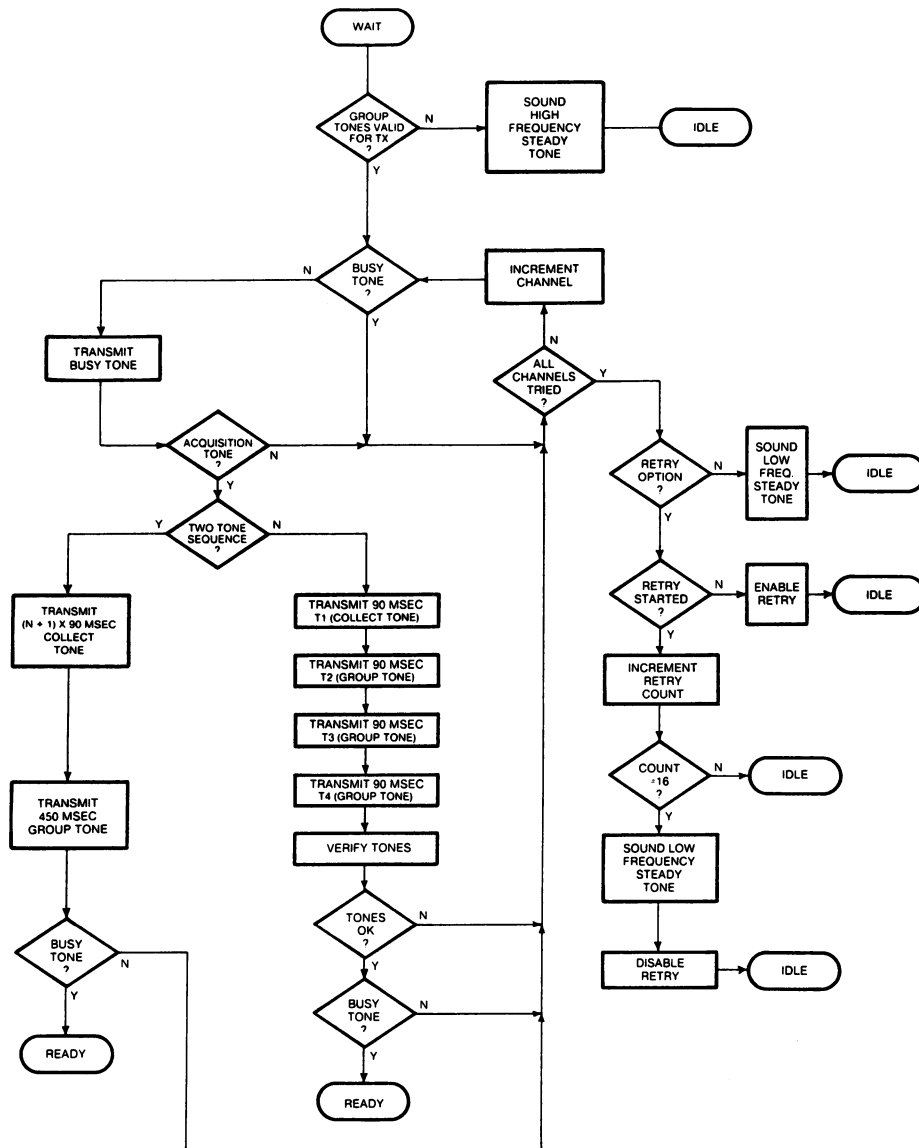 WAIT
GROUP
TONES VALID
FOR TX
?
N
Y
SOUND
HIGH
FREQUENCY
STEADY
TONE
IDLE
BUSY
TONE
?
N
Y
INCREMENT
CHANNEL
TRANSMIT
BUSY TONE
N
ALL
CHANNELS
TRIED
?
Y
ACQUISITION
TONE
?
N
Y
RETRY
OPTION
?
N
Y
SOUND
LOW
FREQ.
STEADY
TONE
IDLE
TWO TONE
SEQUENCE
?
Y
N
RETRY
STARTED
?
N
Y
ENABLE
RETRY
IDLE
TRANSMIT
(N + 1) X 90 MSEC
COLLECT
TONE
TRANSMIT 90 MSEC
T1 (COLLECT TONE)
TRANSMIT 90 MSEC
T2 (GROUP TONE)
TRANSMIT 90 MSEC
T3 (GROUP TONE)
TRANSMIT 90 MSEC
T4 (GROUP TONE)
VERIFY TONES
INCREMENT
RETRY
COUNT
COUNT
=16
?
N
Y
IDLE
TRANSMIT
450 MSEC
GROUP TONE
SOUND LOW
FREQUENCY
STEADY
TONE
TONES
OK
?
N
Y
BUSY
TONE
?
N
Y
DISABLE
RETRY
IDLE
BUSY
TONE
?
N
Y
READY
READY